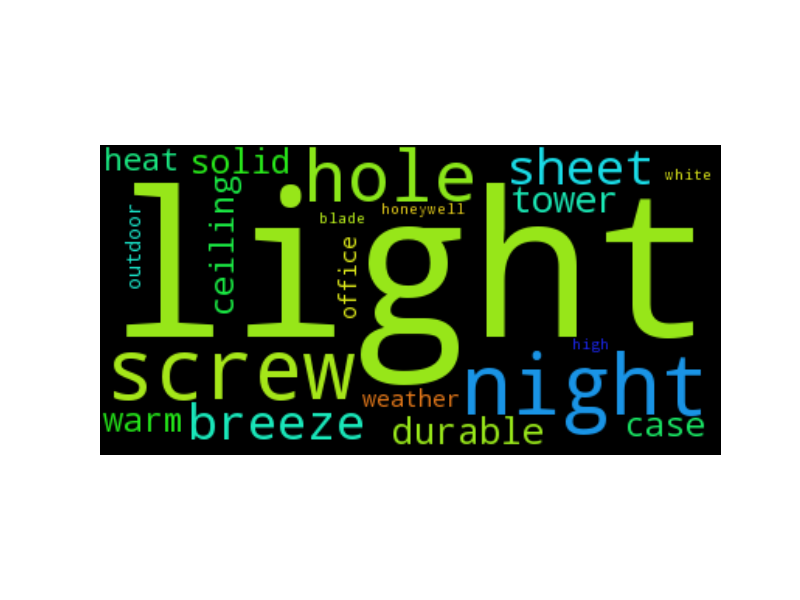 heat
solid
hole
sheet
white
tower
outdoor
ceiling
blade
honeywell
office
light
high
screw
night
weather
warm
breeze
durable
case